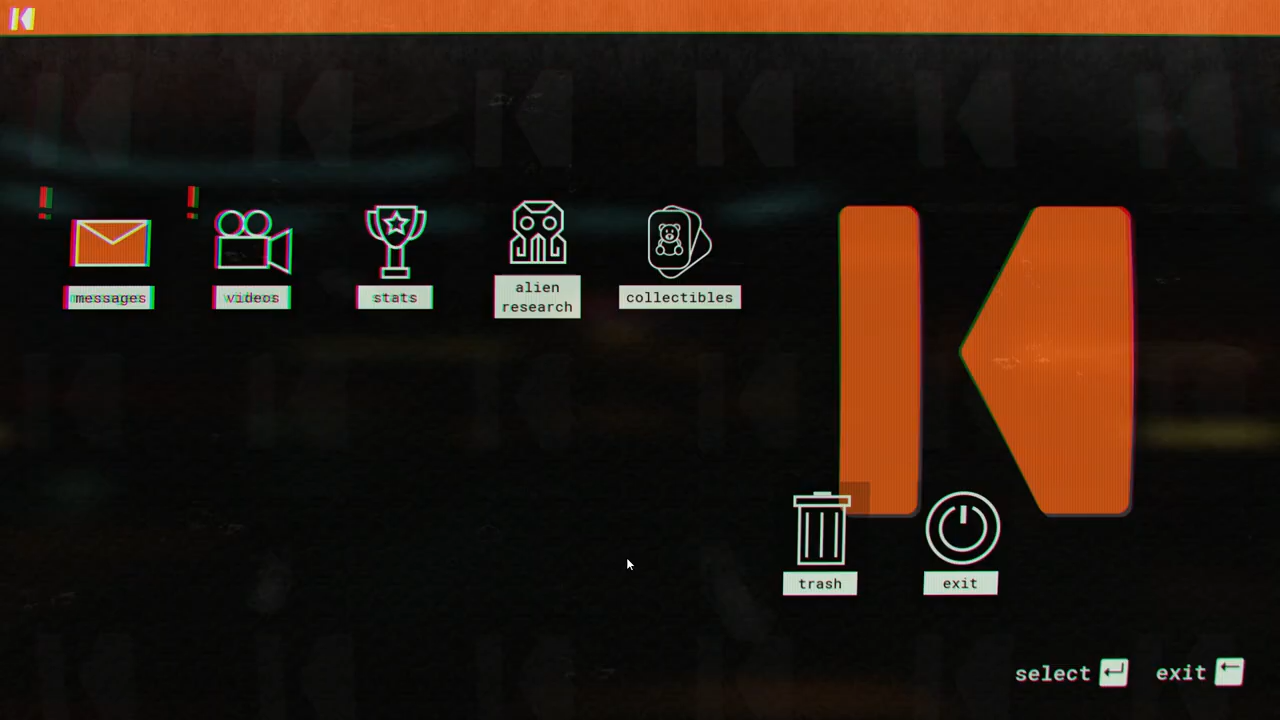 messages
videos
stats
alien
research
collectibles
trash
exit
select
exit